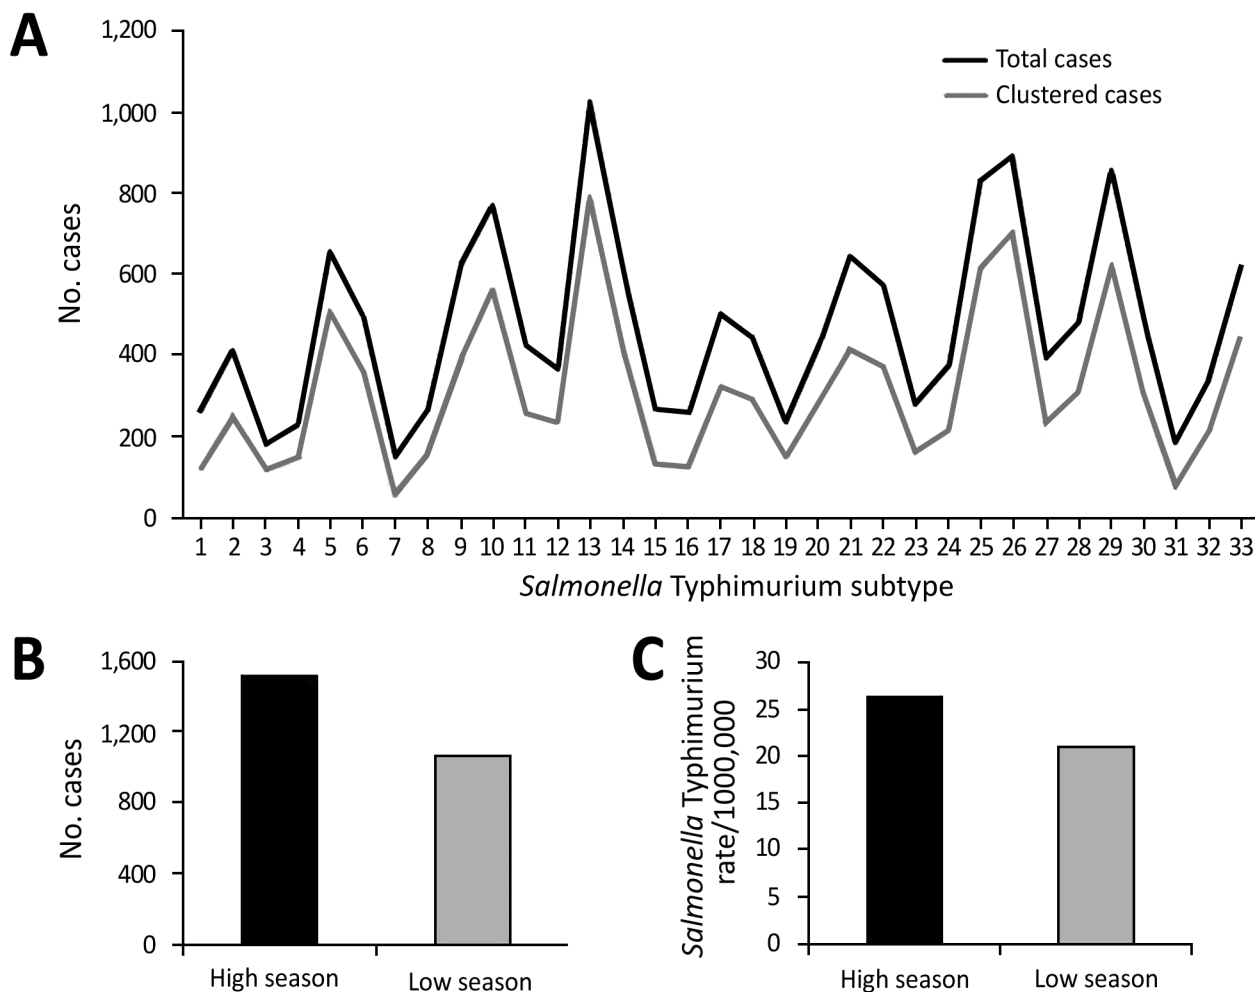 A
1,200
1,000
800
600
400
200
0
No. cases
Total cases
Clustered cases
1 2 3 4 5 6 7 8 9 10 11 12 13 14 15 16 17 18 19 20 21 22 23 24 25 26 27 28 29 30 31 32 33
Salmonella Typhimurium subtype
B
1,600
1,200
800
400
0
No. cases
High season
Low season
C
Salmonella Typhimurium
rate/1000,000
30
25
20
15
10
5
0
High season
Low season